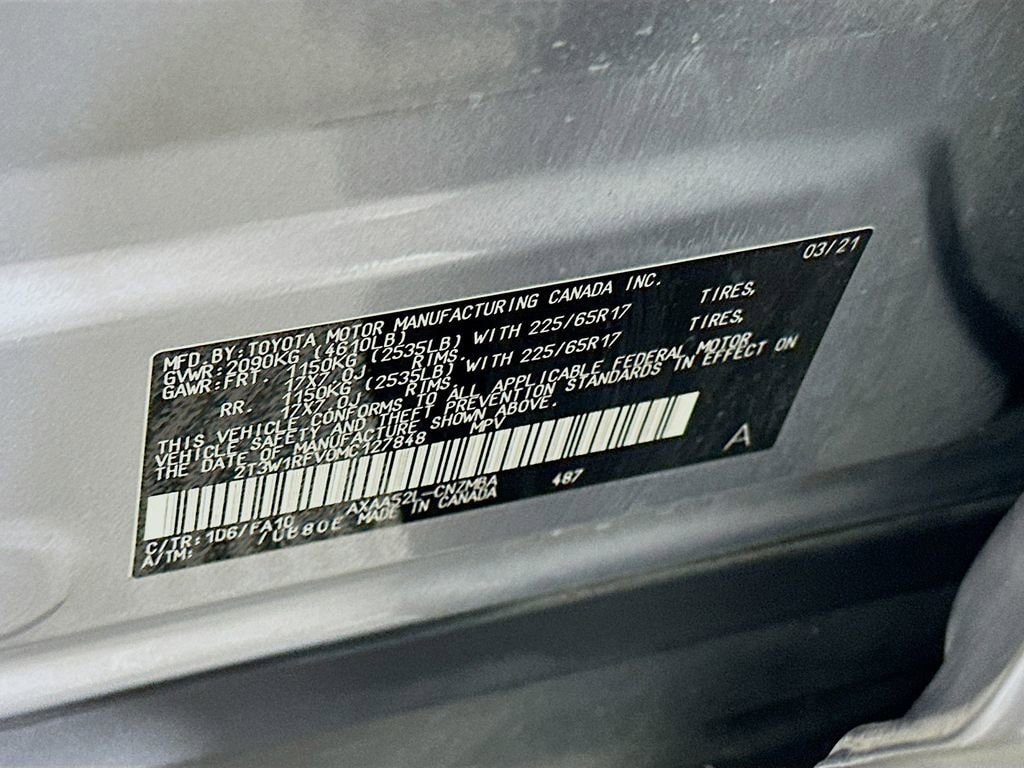 MFD. BY: TOYOTA MOTOR MANUFACTURING CANADA INC. 03/21
GVWR: 2090KG (4610LB)
GAWR: FRT. 1150KG (2535LB) WITH 225/65R17 TIRES,
17X7.0J RIMS.
RR. 1150KG (2535LB) WITH 225/65R17 TIRES,
17X7.0J RIMS.
THIS VEHICLE CONFORMS TO ALL APPLICABLE FEDERAL MOTOR
VEHICLE SAFETY AND THEFT PREVENTION STANDARDS IN EFFECT ON
THE DATE OF MANUFACTURE SHOWN ABOVE.
2T3W1RFV0MC127848 MPV
A
C/TR: 1D6/FA10 AXAA52L-CNZMBA 487
A/TM: MADE IN CANADA